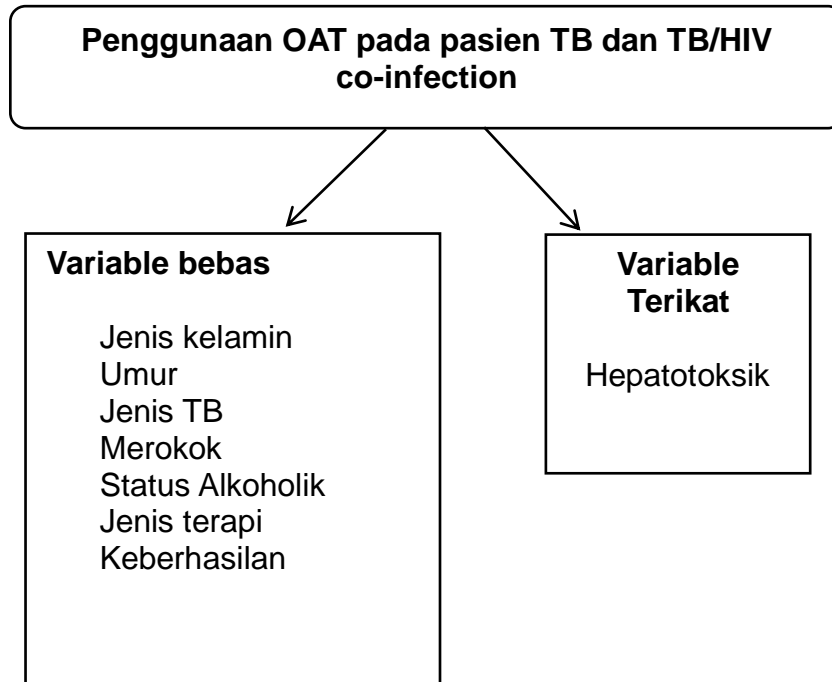 Penggunaan OAT pada pasien TB dan TB/HIV
co-infection
Variable bebas
Jenis kelamin
Umur
Jenis TB
Merokok
Status Alkoholik
Jenis terapi
Keberhasilan
Variable
Terikat
Hepatotoksik